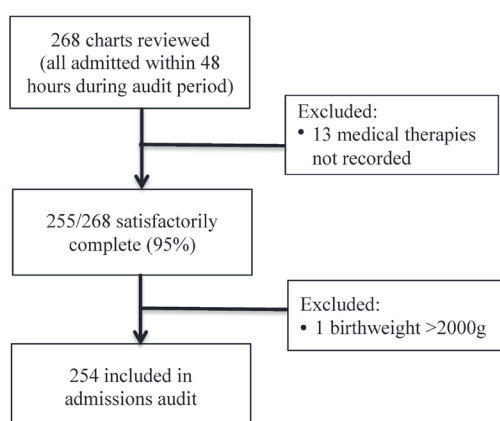 268 charts reviewed
(all admitted within 48
hours during audit period)
Excluded:
• 13 medical therapies
not recorded
255/268 satisfactorily
complete (95%)
Excluded:
• 1 birthweight >2000g
254 included in
admissions audit